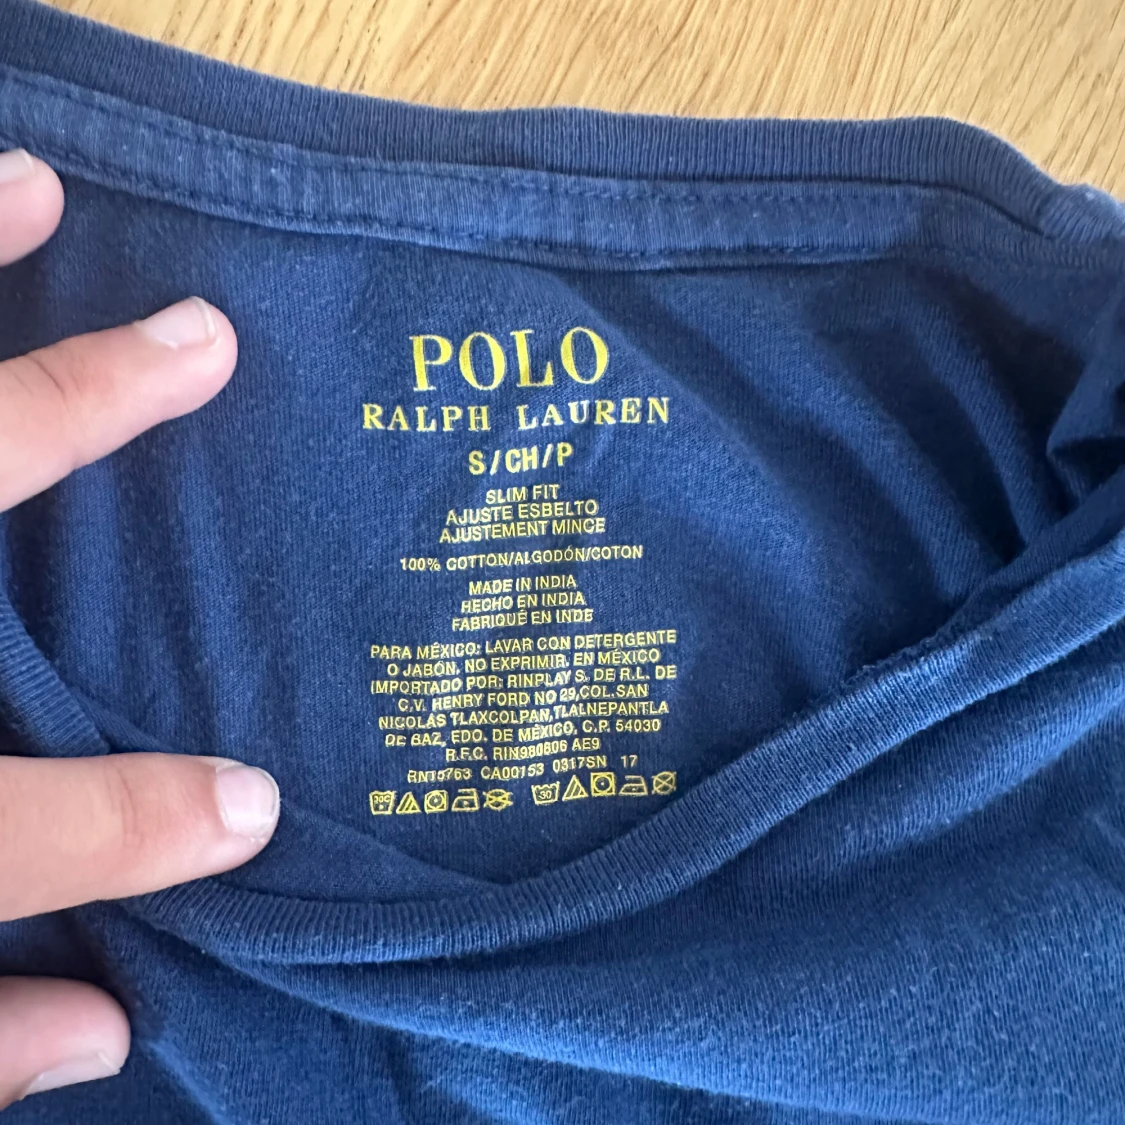 POLO
RALPH LAUREN
S/CH/P
SLIM FIT
AJUSTE ESBELTO
AJUSTEMENT MINCE
100% COTTON/ALGODÓN/COTON
MADE IN INDIA
HECHO EN INDIA
FABRIQUÉ EN INDE
PARA MÉXICO: LAVAR CON DETERGENTE
O JABÓN, NO EXPRIMIR, EN MÉXICO
IMPORTADO POR: RINPLAY S. DE R.L. DE
C.V. HENRY FORD NO 29,COL.SAN
NICOLÁS TLAXCOLPAN,TLALNEPANTLA
DE BAZ, EDO. DE MÉXICO, C.P. 54030
R.F.C. RIN980806 AE9
RN15763 CA00153 0317SN 17
30C 30